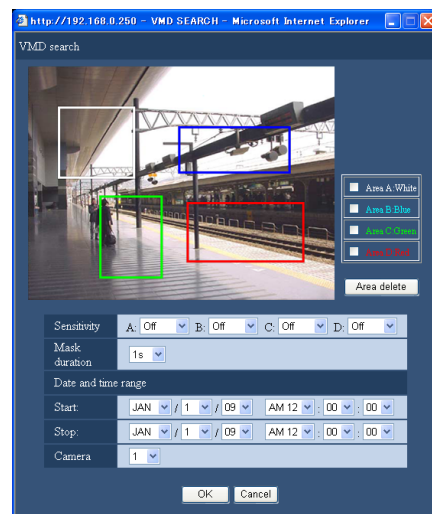 http://192.168.0.250 - VMD SEARCH - Microsoft Internet Explorer
VMD search
Area A:White
Area B:Blue
Area C:Green
Area D:Red
Area delete
Sensitivity A: Off B: Off C: Off D: Off
Mask duration 1s
Date and time range
Start: JAN / 1 / 09 AM 12 : 00 : 00
Stop: JAN / 1 / 09 AM 12 : 00 : 00
Camera 1
OK Cancel